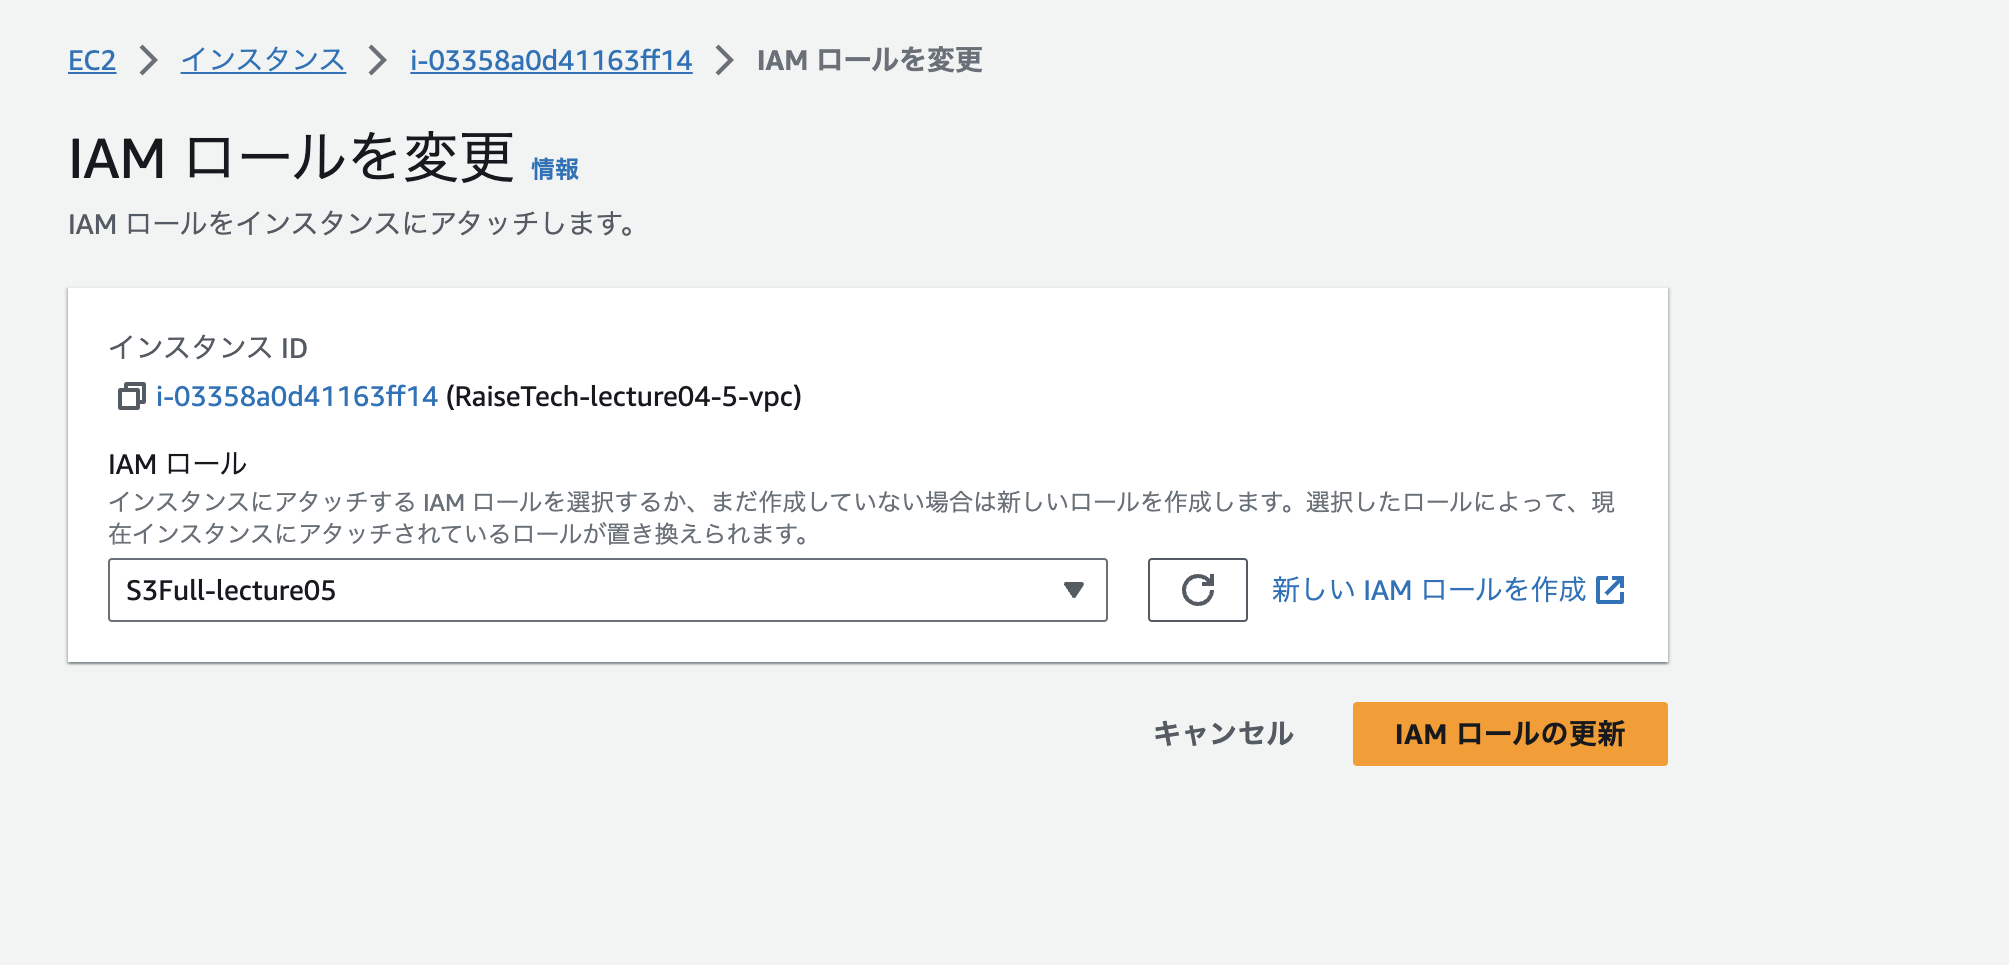 EC2 > インスタンス > i-03358a0d41163ff14 > IAM ロールを変更
IAM ロールを変更 情報
IAM ロールをインスタンスにアタッチします。
インスタンス ID
i-03358a0d41163ff14 (RaiseTech-lecture04-5-vpc)
IAM ロール
インスタンスにアタッチする IAM ロールを選択するか、まだ作成していない場合は新しいロールを作成します。選択したロールによって、現
在インスタンスにアタッチされているロールが置き換えられます。
S3Full-lecture05
新しい IAM ロールを作成
キャンセル
IAM ロールの更新